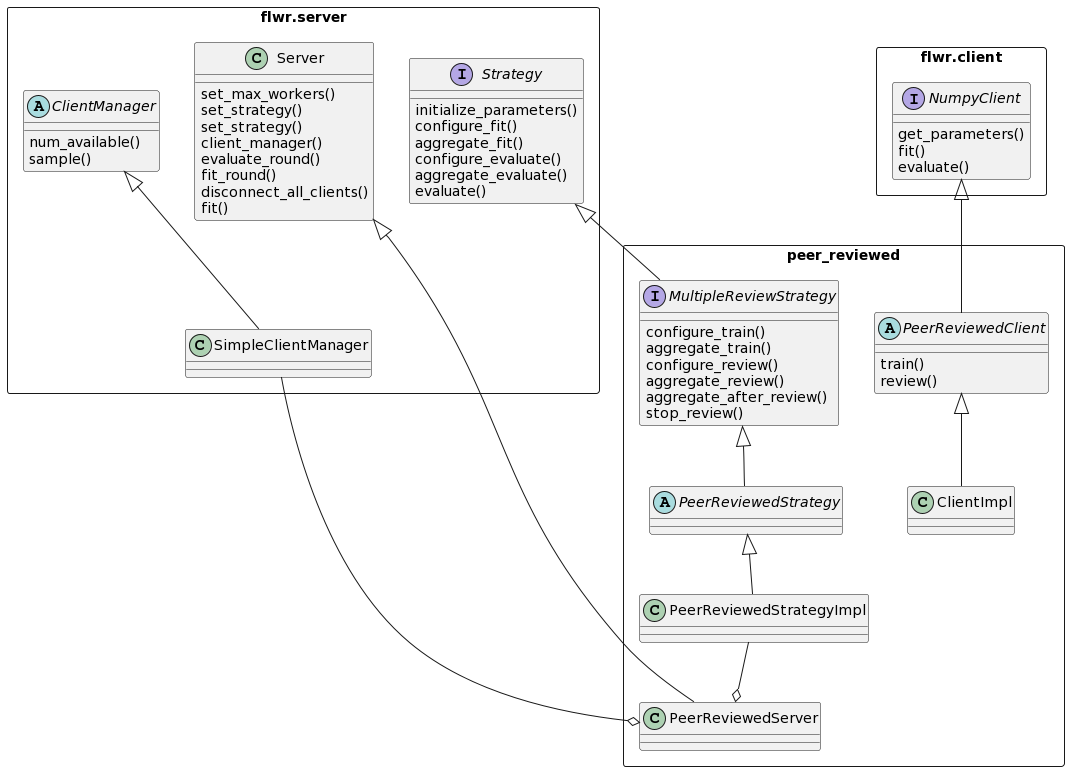 flwr.server
A ClientManager
num_available()
sample()
C Server
set_max_workers()
set_strategy()
set_strategy()
client_manager()
evaluate_round()
fit_round()
disconnect_all_clients()
fit()
I Strategy
initialize_parameters()
configure_fit()
aggregate_fit()
configure_evaluate()
aggregate_evaluate()
evaluate()
C SimpleClientManager
flwr.client
I NumpyClient
get_parameters()
fit()
evaluate()
peer_reviewed
I MultipleReviewStrategy
configure_train()
aggregate_train()
configure_review()
aggregate_review()
aggregate_after_review()
stop_review()
A PeerReviewedClient
train()
review()
A PeerReviewedStrategy
C ClientImpl
C PeerReviewedStrategyImpl
C PeerReviewedServer